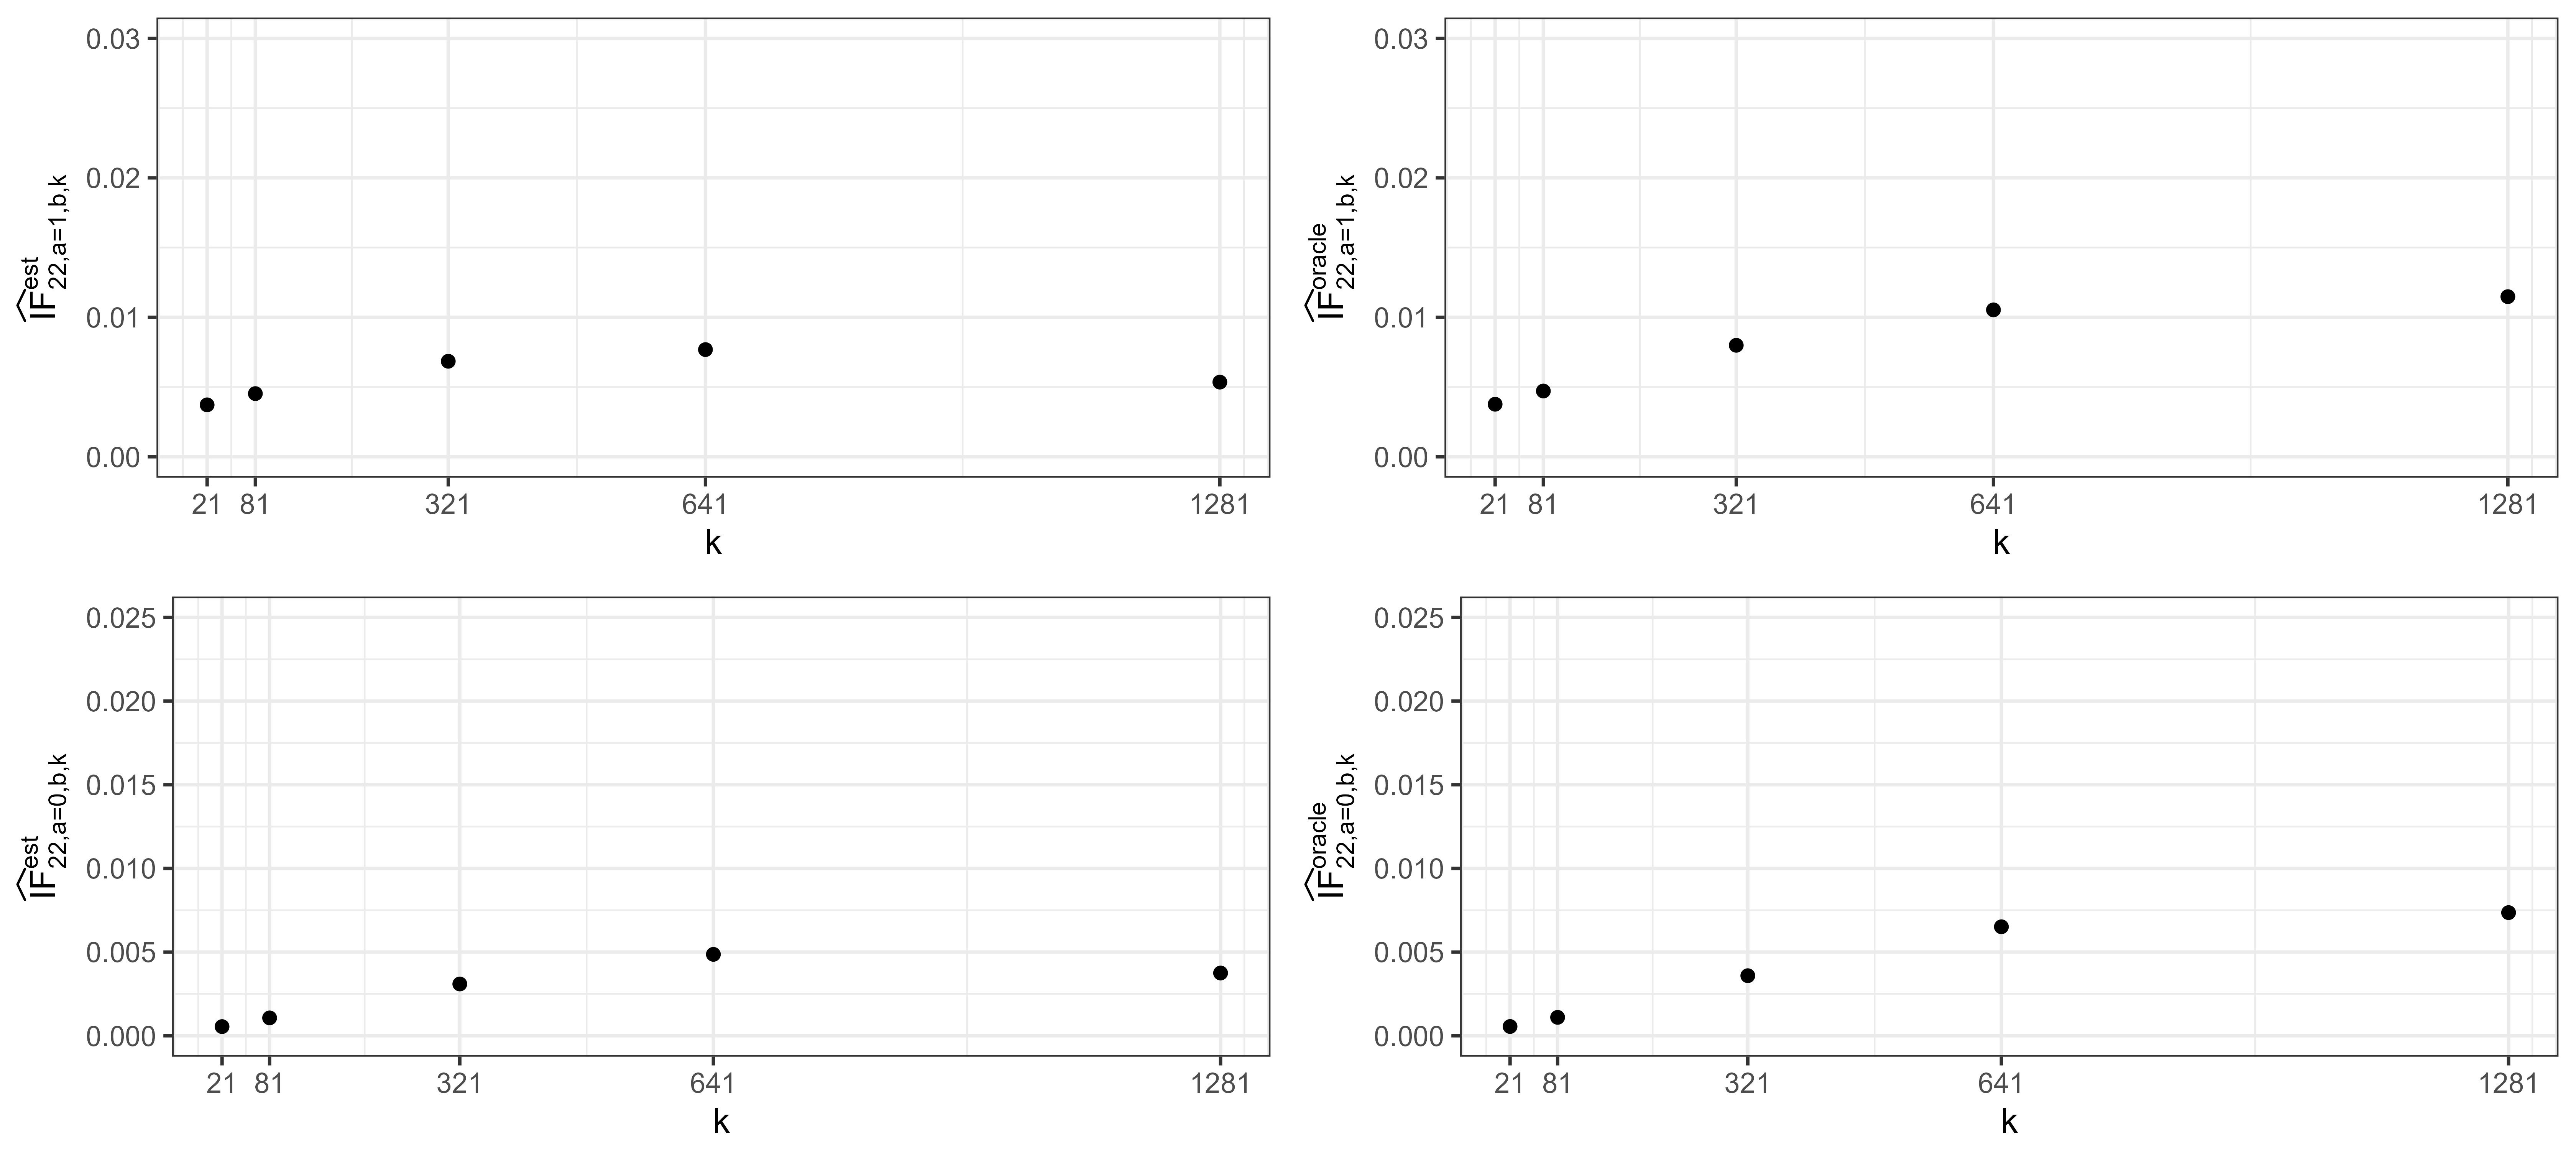 0.03
0.02
0.01
0.00
21 81 321 641 1281
k
ÎF^est_22,a=1,b,k
0.03
0.02
0.01
0.00
21 81 321 641 1281
k
ÎF^oracle_22,a=1,b,k
0.025
0.020
0.015
0.010
0.005
0.000
21 81 321 641 1281
k
ÎF^est_22,a=0,b,k
0.025
0.020
0.015
0.010
0.005
0.000
21 81 321 641 1281
k
ÎF^oracle_22,a=0,b,k